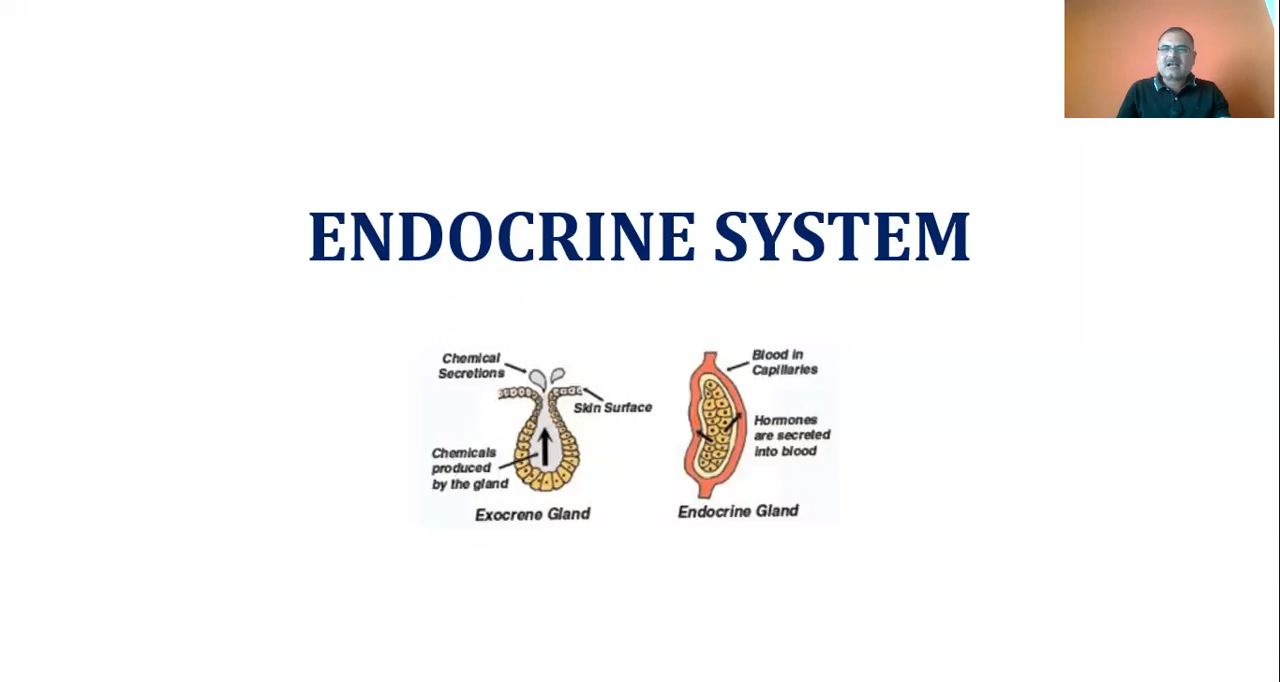 ENDOCRINE SYSTEM
Chemical
Secretions
Skin Surface
Chemicals
produced
by the gland
Exocrene Gland
Blood in
Capillaries
Hormones
are secreted
into blood
Endocrine Gland